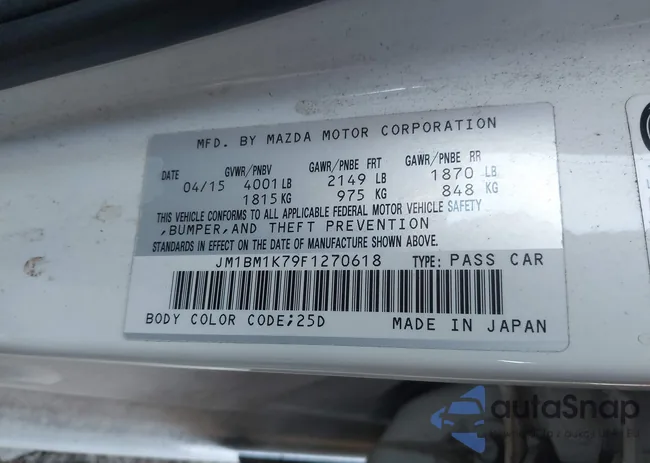 MFD. BY MAZDA MOTOR CORPORATION
DATE GVWR/PNBV GAWR/PNBE FRT GAWR/PNBE RR
04/15 4001 LB 2149 LB 1870 LB
1815 KG 975 KG 848 KG
THIS VEHICLE CONFORMS TO ALL APPLICABLE FEDERAL MOTOR VEHICLE SAFETY
,BUMPER,AND THEFT PREVENTION
STANDARDS IN EFFECT ON THE DATE OF MANUFACTURE SHOWN ABOVE.
JM1BM1K79F1270618 TYPE: PASS CAR
BODY COLOR CODE;25D MADE IN JAPAN
autoSnap